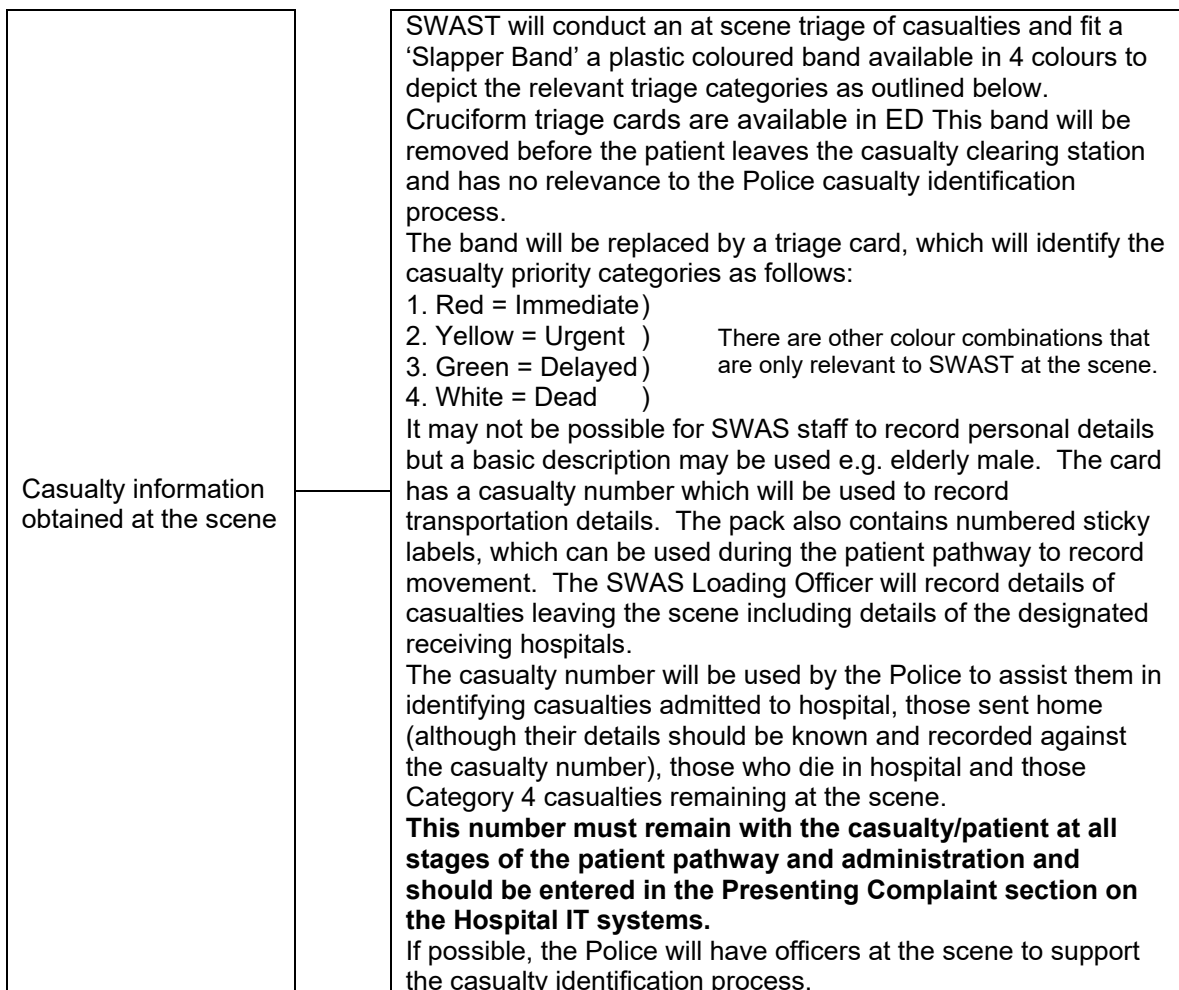 Casualty information
obtained at the scene
SWAST will conduct an at scene triage of casualties and fit a
‘Slapper Band’ a plastic coloured band available in 4 colours to
depict the relevant triage categories as outlined below.
Cruciform triage cards are available in ED This band will be
removed before the patient leaves the casualty clearing station
and has no relevance to the Police casualty identification
process.
The band will be replaced by a triage card, which will identify the
casualty priority categories as follows:
1. Red = Immediate)
2. Yellow = Urgent )
3. Green = Delayed)
4. White = Dead )
There are other colour combinations that
are only relevant to SWAST at the scene.
It may not be possible for SWAS staff to record personal details
but a basic description may be used e.g. elderly male. The card
has a casualty number which will be used to record
transportation details. The pack also contains numbered sticky
labels, which can be used during the patient pathway to record
movement. The SWAS Loading Officer will record details of
casualties leaving the scene including details of the designated
receiving hospitals.
The casualty number will be used by the Police to assist them in
identifying casualties admitted to hospital, those sent home
(although their details should be known and recorded against
the casualty number), those who die in hospital and those
Category 4 casualties remaining at the scene.
This number must remain with the casualty/patient at all
stages of the patient pathway and administration and
should be entered in the Presenting Complaint section on
the Hospital IT systems.
If possible, the Police will have officers at the scene to support
the casualty identification process.